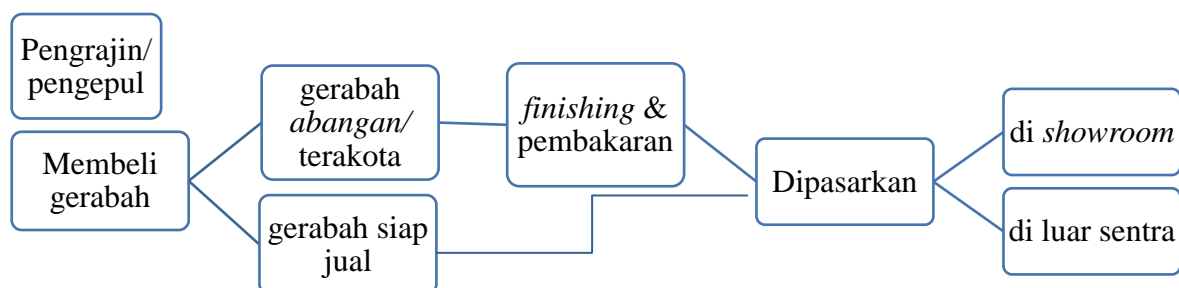 Pengrajin/
pengepul
Membeli
gerabah
gerabah
abangan/
terakota
gerabah siap
jual
finishing &
pembakaran
Dipasarkan
di showroom
di luar sentra